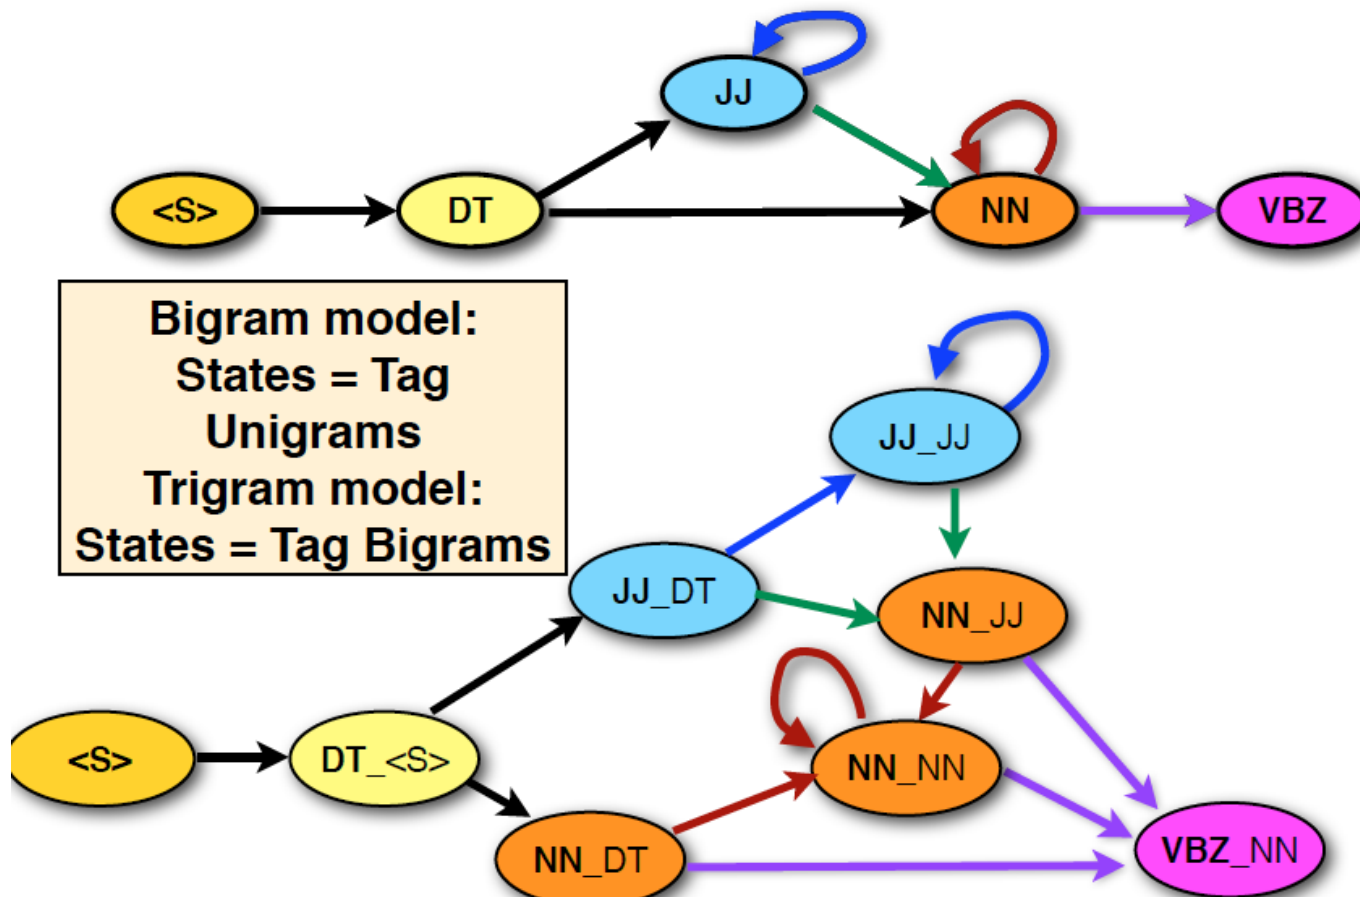 JJ
<S>
DT
NN
VBZ
Bigram model:
States = Tag
Unigrams
Trigram model:
States = Tag Bigrams
JJ_JJ
JJ_DT
NN_JJ
<S>
DT_<S>
NN_NN
NN_DT
VBZ_NN